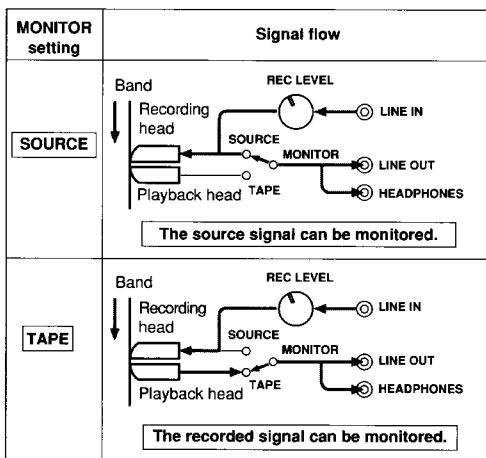 MONITOR
setting
Signal flow
SOURCE
Band
Recording
head
REC LEVEL
LINE IN
SOURCE
MONITOR
LINE OUT
TAPE
HEADPHONES
Playback head
The source signal can be monitored.
TAPE
Band
Recording
head
REC LEVEL
LINE IN
SOURCE
MONITOR
LINE OUT
TAPE
HEADPHONES
Playback head
The recorded signal can be monitored.